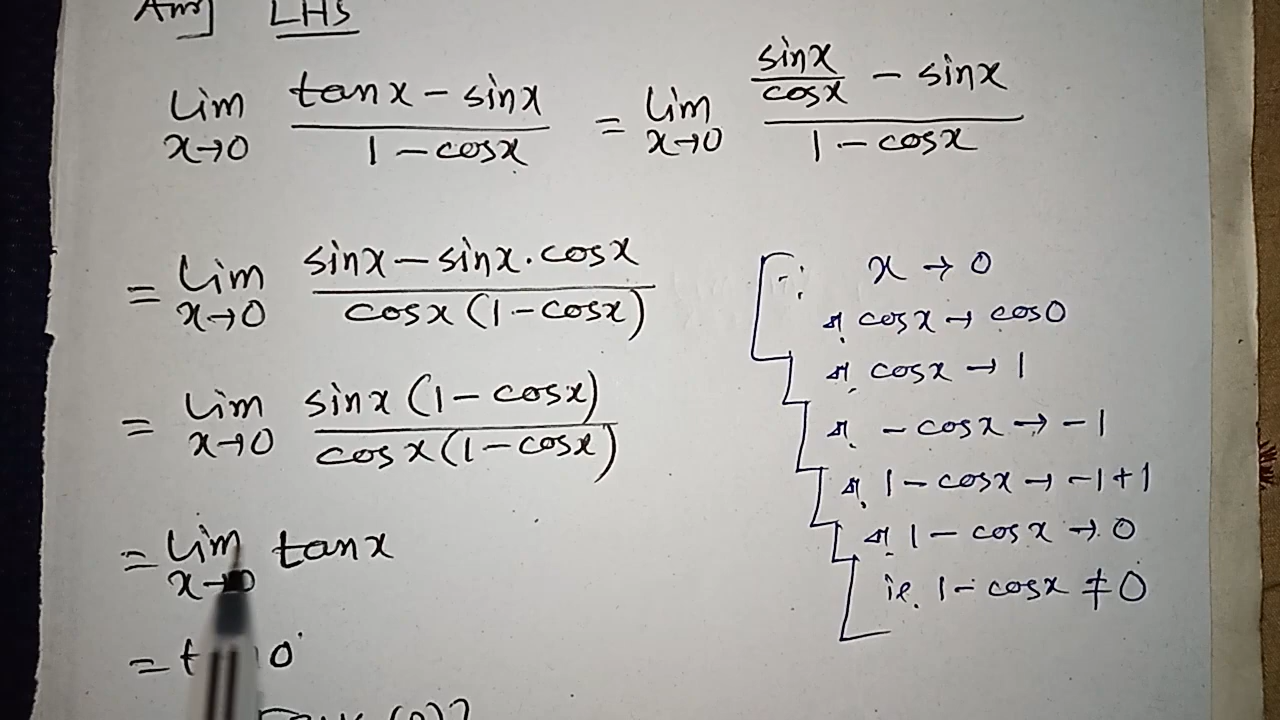 Ans] LHS
lim x→0 (tanx − sinx)/(1 − cosx) = lim x→0 (sinx/cosx − sinx)/(1 − cosx)
= lim x→0 (sinx − sinx·cosx)/(cosx(1 − cosx))
= lim x→0 (sinx(1 − cosx))/(cosx(1 − cosx))
= lim x→0 tanx
= t 0
[∵ x → 0
বা, cosx → cos0
বা, cosx → 1
বা, −cosx → −1
বা, 1 − cosx → −1+1
বা, 1 − cosx → 0
ie. 1 − cosx ≠ 0